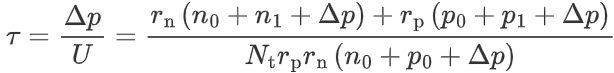 τ = Δp / U = r_n (n_0 + n_1 + Δp) + r_p (p_0 + p_1 + Δp) / N_t r_p r_n (n_0 + p_0 + Δp)